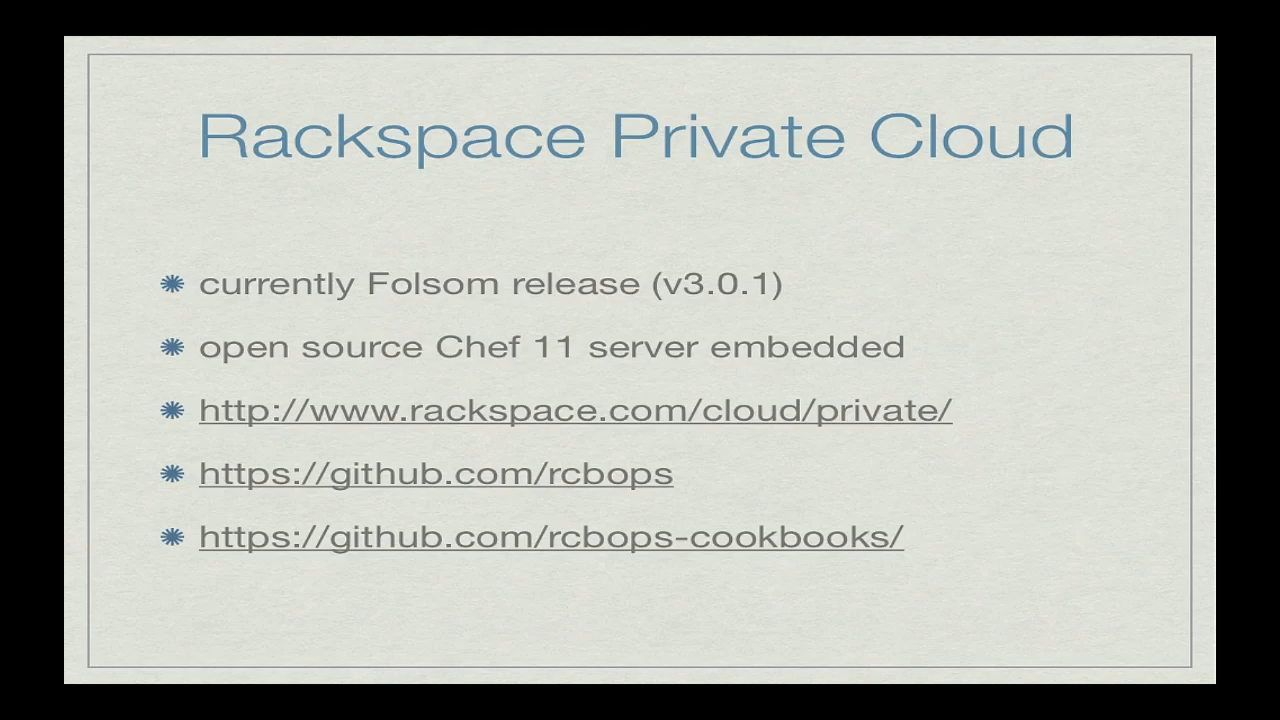 Rackspace Private Cloud
currently Folsom release (v3.0.1)
open source Chef 11 server embedded
http://www.rackspace.com/cloud/private/
https://github.com/rcbops
https://github.com/rcbops-cookbooks/